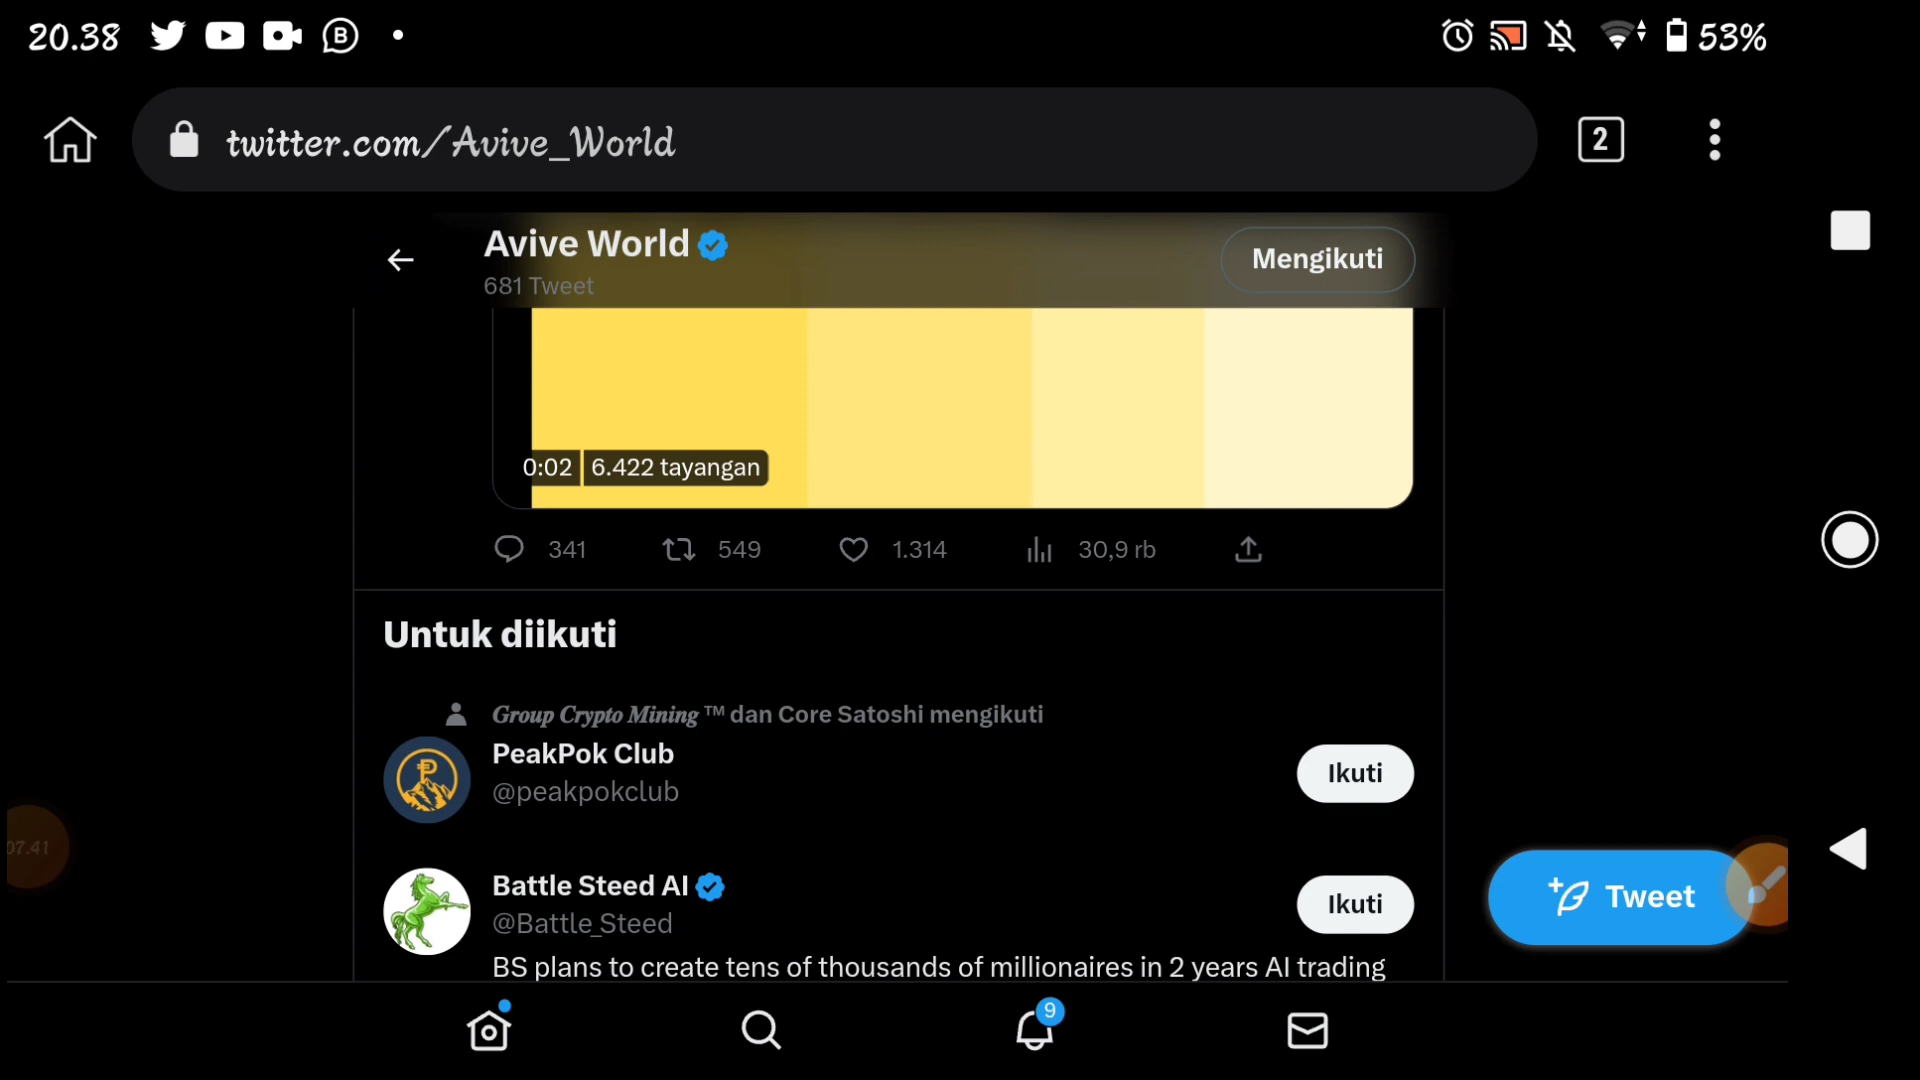 20.38
53%
twitter.com/Avive_World
2
Avive World
681 Tweet
Mengikuti
0:02 6.422 tayangan
341 549 1.314 30,9 rb
Untuk diikuti
Group Crypto Mining ™ dan Core Satoshi mengikuti
PeakPok Club
@peakpokclub
Ikuti
Battle Steed AI
@Battle_Steed
Ikuti
BS plans to create tens of thousands of millionaires in 2 years AI trading
07.41
Tweet
9